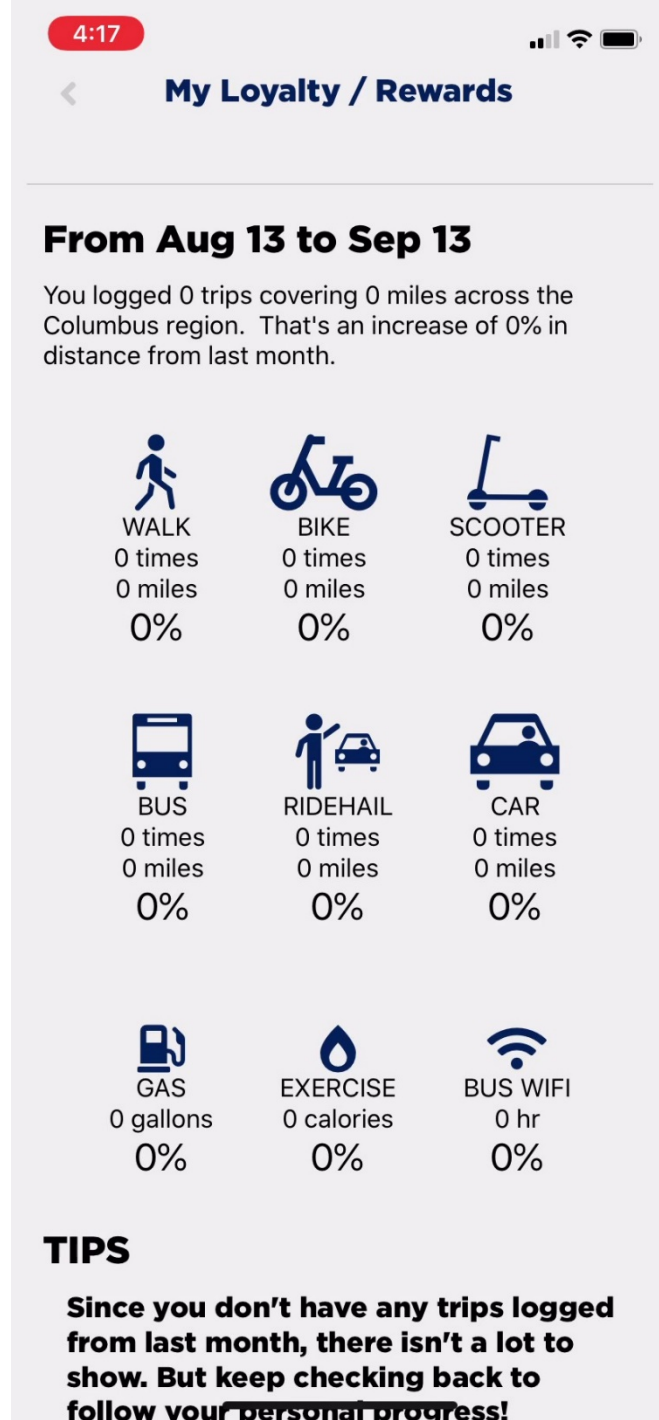 4:17
My Loyalty / Rewards
From Aug 13 to Sep 13
You logged 0 trips covering 0 miles across the
Columbus region.  That's an increase of 0% in
distance from last month.
WALK BIKE SCOOTER
0 times 0 times 0 times
0 miles 0 miles 0 miles
0% 0% 0%
BUS RIDEHAIL CAR
0 times 0 times 0 times
0 miles 0 miles 0 miles
0% 0% 0%
GAS EXERCISE BUS WIFI
0 gallons 0 calories 0 hr
0% 0% 0%
TIPS
Since you don't have any trips logged
from last month, there isn't a lot to
show. But keep checking back to
follow your personal progress!